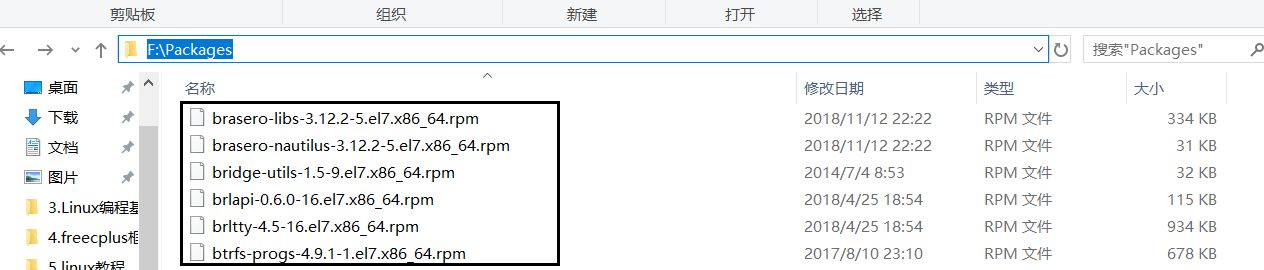 剪贴板 组织 新建 打开 选择
F:\Packages 搜索"Packages"
名称 修改日期 类型 大小
桌面
下载
文档
图片
3.Linux编程基
4.freecplus框
5.linux教程
brasero-libs-3.12.2-5.el7.x86_64.rpm 2018/11/12 22:22 RPM 文件 334 KB
brasero-nautilus-3.12.2-5.el7.x86_64.rpm 2018/11/12 22:22 RPM 文件 31 KB
bridge-utils-1.5-9.el7.x86_64.rpm 2014/7/4 8:53 RPM 文件 32 KB
brlapi-0.6.0-16.el7.x86_64.rpm 2018/4/25 18:54 RPM 文件 115 KB
brltty-4.5-16.el7.x86_64.rpm 2018/4/25 18:54 RPM 文件 934 KB
btrfs-progs-4.9.1-1.el7.x86_64.rpm 2017/8/10 23:10 RPM 文件 678 KB